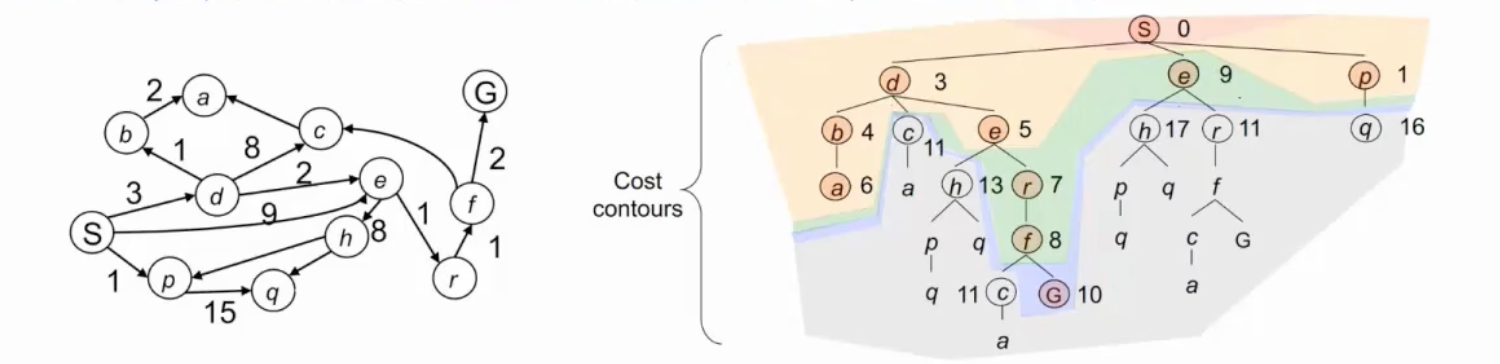 2
a
G
b
c
1
8
2
2
e
3
d
9
f
S
1
h
8
1
1
p
q
r
15
Cost
contours
S 0
d 3
e 9
p 1
b 4
c
11
e 5
h 17
r 11
q 16
a 6
a
h 13
r 7
p
q
f
p
q
f 8
q
c
G
q
11 c
G 10
a
a